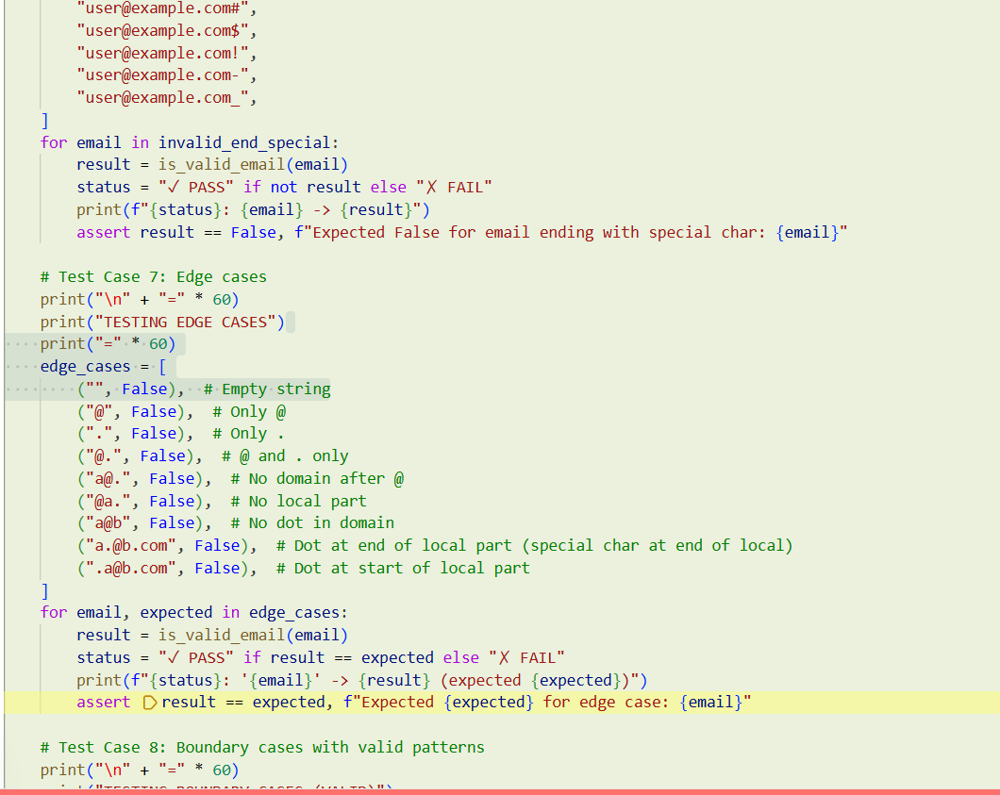 "user@example.com#",
"user@example.com$",
"user@example.com!",
"user@example.com-",
"user@example.com_",
]
for email in invalid_end_special:
result = is_valid_email(email)
status = "✓ PASS" if not result else "✗ FAIL"
print(f"{status}: {email} -> {result}")
assert result == False, f"Expected False for email ending with special char: {email}"
# Test Case 7: Edge cases
print("\n" + "=" * 60)
print("TESTING EDGE CASES")
print("=" * 60)
edge_cases = [
("", False),  # Empty string
("@", False),  # Only @
(".", False),  # Only .
("@.", False),  # @ and . only
("a@.", False),  # No domain after @
("@a.", False),  # No local part
("a@b", False),  # No dot in domain
("a.@b.com", False),  # Dot at end of local part (special char at end of local)
(".a@b.com", False),  # Dot at start of local part
]
for email, expected in edge_cases:
result = is_valid_email(email)
status = "✓ PASS" if result == expected else "✗ FAIL"
print(f"{status}: '{email}' -> {result} (expected {expected})")
assert result == expected, f"Expected {expected} for edge case: {email}"
# Test Case 8: Boundary cases with valid patterns
print("\n" + "=" * 60)
print("TESTING BOUNDARY CASES (VALID)")